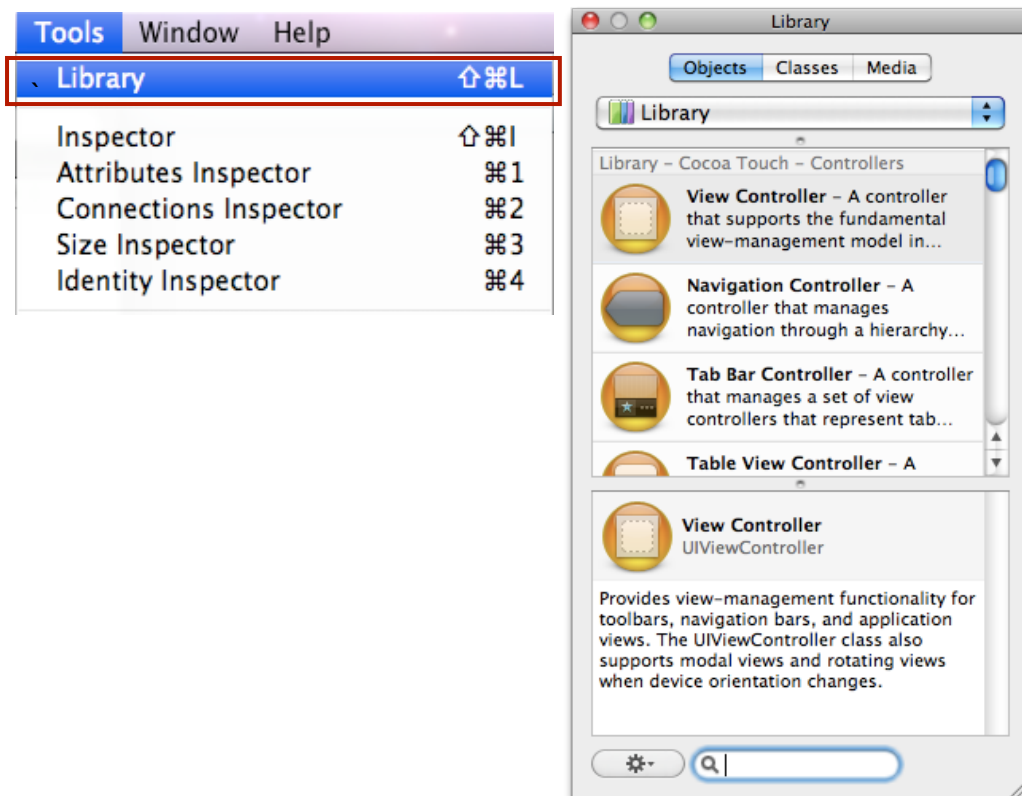 Tools Window Help
Library ⇧⌘L
Inspector ⇧⌘I
Attributes Inspector ⌘1
Connections Inspector ⌘2
Size Inspector ⌘3
Identity Inspector ⌘4
Library
Objects Classes Media
Library
Library – Cocoa Touch – Controllers
View Controller – A controller
that supports the fundamental
view-management model in...
Navigation Controller – A
controller that manages
navigation through a hierarchy...
Tab Bar Controller – A controller
that manages a set of view
controllers that represent tab...
Table View Controller – A
View Controller
UIViewController
Provides view-management functionality for
toolbars, navigation bars, and application
views. The UIViewController class also
supports modal views and rotating views
when device orientation changes.